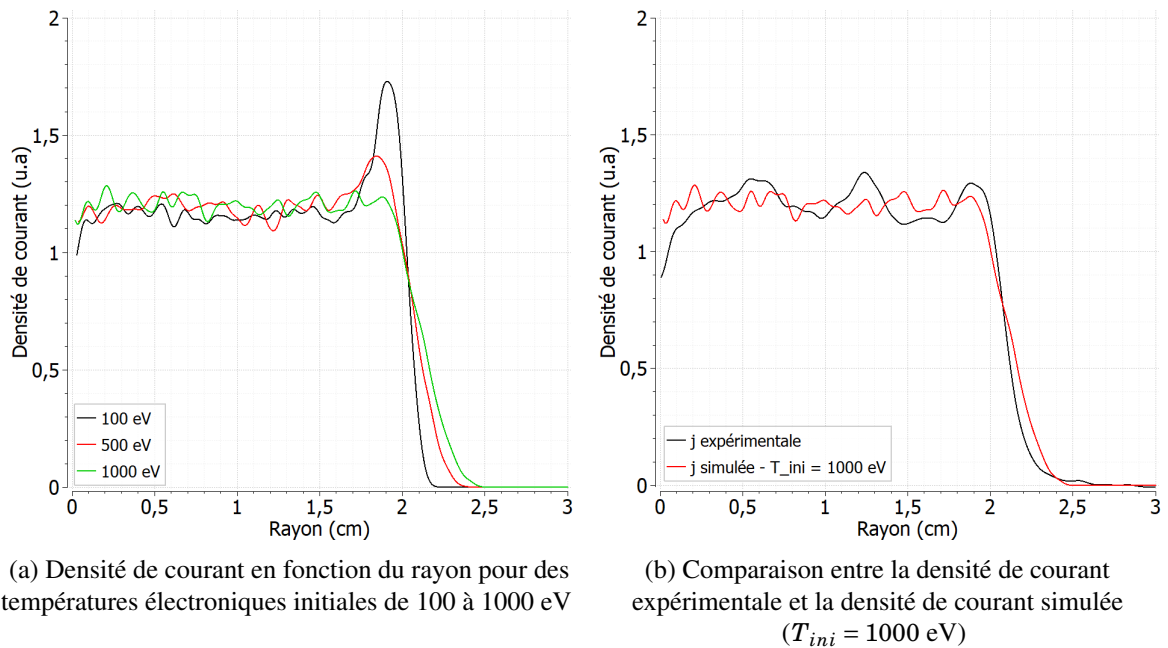 2
1,5
1
0,5
0
Densité de courant (u.a)
100 eV
500 eV
1000 eV
0
0,5
1
1,5
2
2,5
3
Rayon (cm)
(a) Densité de courant en fonction du rayon pour des
températures électroniques initiales de 100 à 1000 eV
2
1,5
1
0,5
0
Densité de courant (u.a)
j expérimentale
j simulée - T_ini = 1000 eV
0
0,5
1
1,5
2
2,5
3
Rayon (cm)
(b) Comparaison entre la densité de courant
expérimentale et la densité de courant simulée
(T_{ini} = 1000 eV)